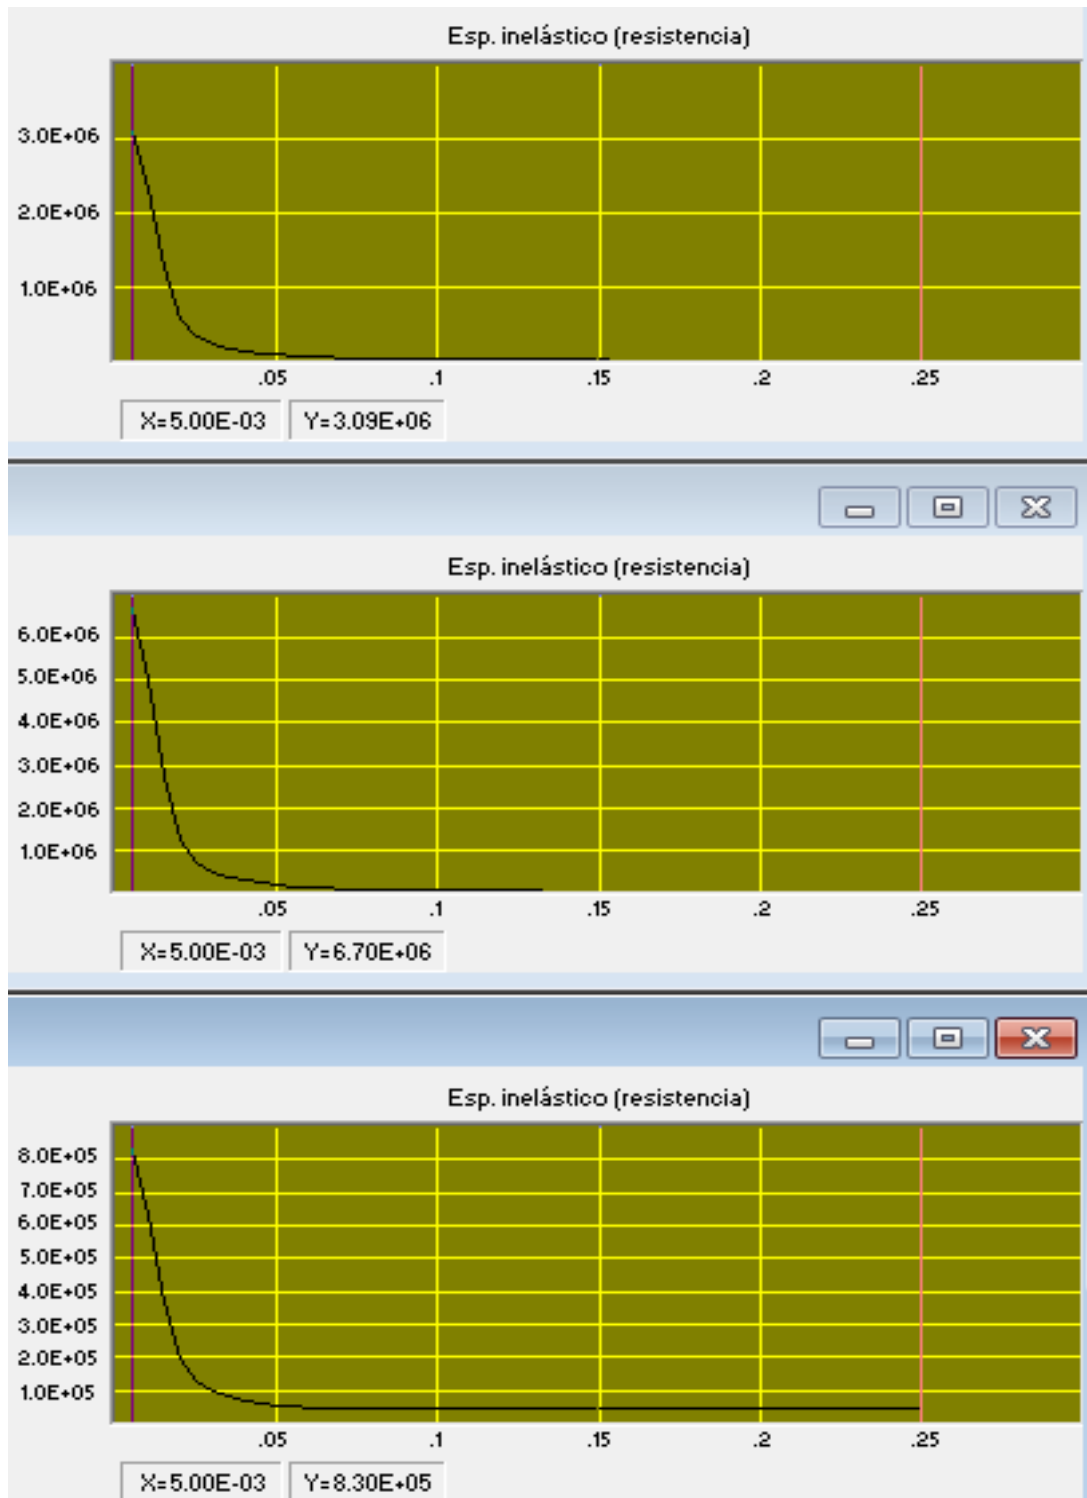 Esp. inelástico (resistencia)
3.0E+06
2.0E+06
1.0E+06
.05 .1 .15 .2 .25
X=5.00E-03 Y=3.09E+06
Esp. inelástico (resistencia)
6.0E+06
5.0E+06
4.0E+06
3.0E+06
2.0E+06
1.0E+06
.05 .1 .15 .2 .25
X=5.00E-03 Y=6.70E+06
Esp. inelástico (resistencia)
8.0E+05
7.0E+05
6.0E+05
5.0E+05
4.0E+05
3.0E+05
2.0E+05
1.0E+05
.05 .1 .15 .2 .25
X=5.00E-03 Y=8.30E+05